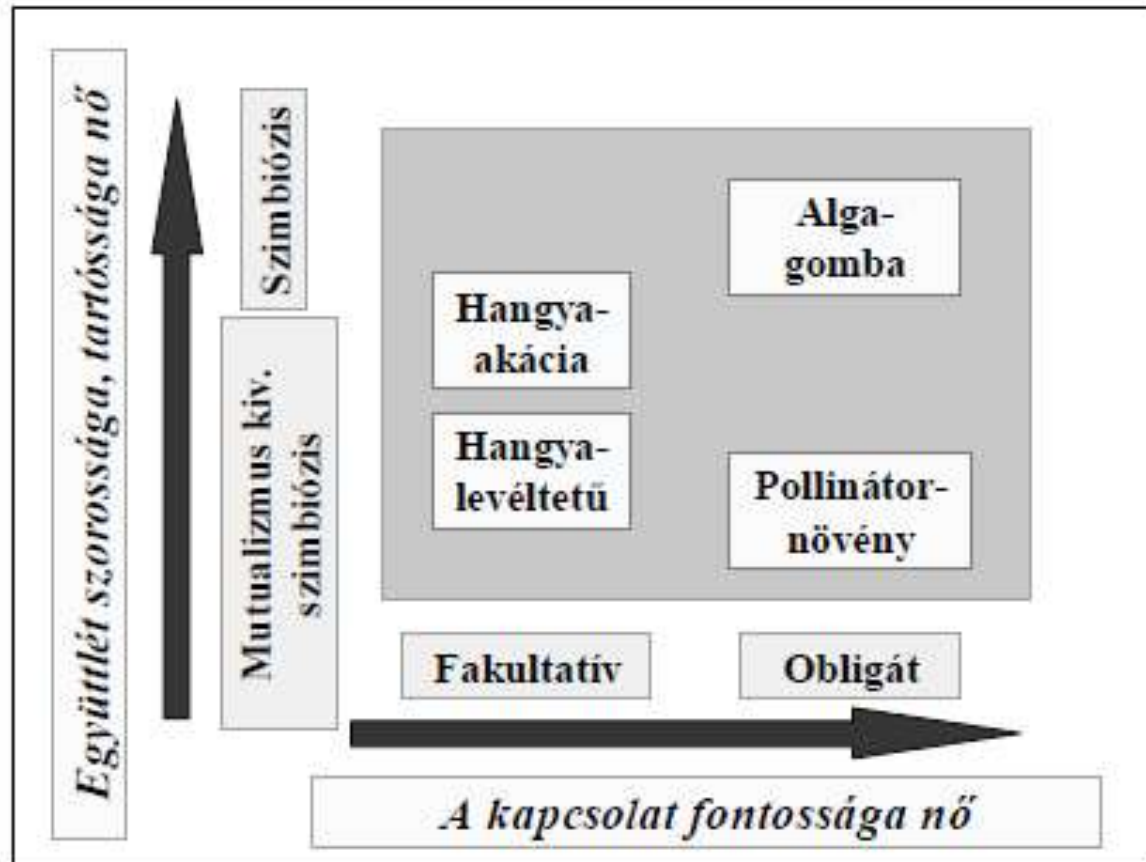 Együttlét szorossága, tartóssága nő
Szimbiózis
Mutualizmus kiv.
szimbiózis
Alga-
gomba
Hangya-
akácia
Hangya-
levéltetű
Pollinátor-
növény
Fakultatív
Obligát
A kapcsolat fontossága nő